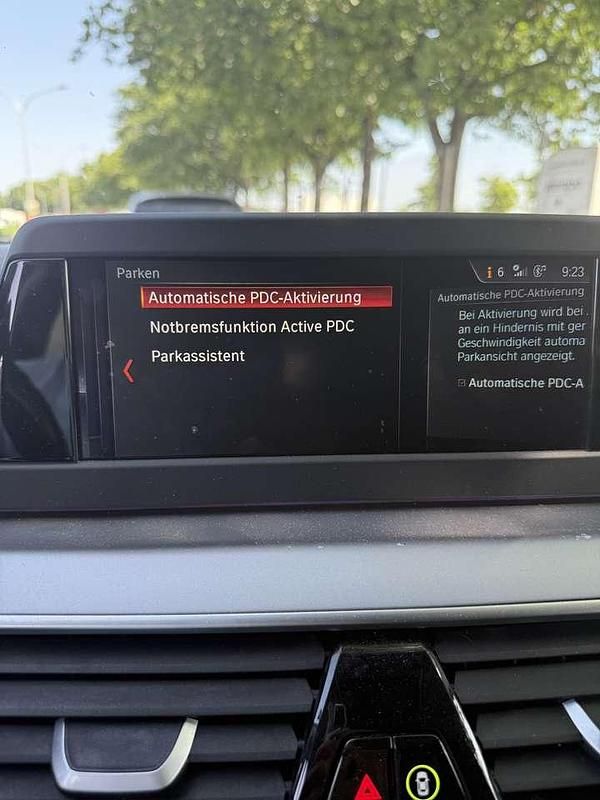 Parken
6
9:23
Automatische PDC-Aktivierung
Notbremsfunktion Active PDC
Parkassistent
Automatische PDC-Aktivierung
Bei Aktivierung wird bei
an ein Hindernis mit ger
Geschwindigkeit automa
Parkansicht angezeigt.
Automatische PDC-A